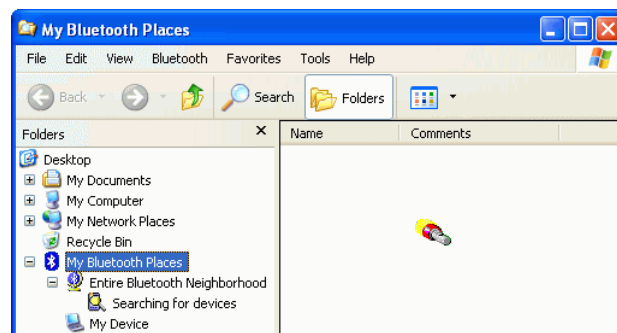 My Bluetooth Places
File Edit View Bluetooth Favorites Tools Help
Back Search Folders
Folders × Name Comments
Desktop
My Documents
My Computer
My Network Places
Recycle Bin
My Bluetooth Places
Entire Bluetooth Neighborhood
Searching for devices
My Device